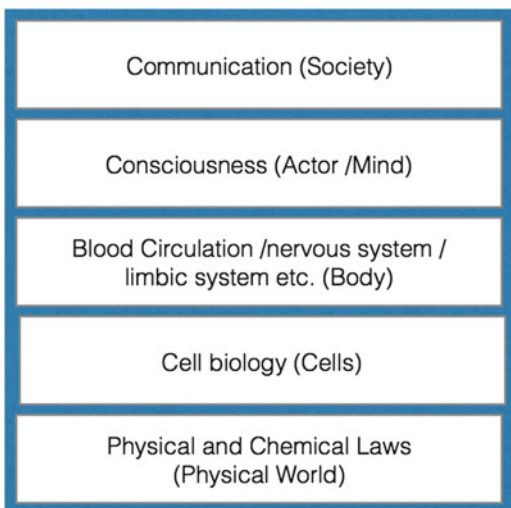 Communication (Society)
Consciousness (Actor /Mind)
Blood Circulation /nervous system /
limbic system etc. (Body)
Cell biology (Cells)
Physical and Chemical Laws
(Physical World)